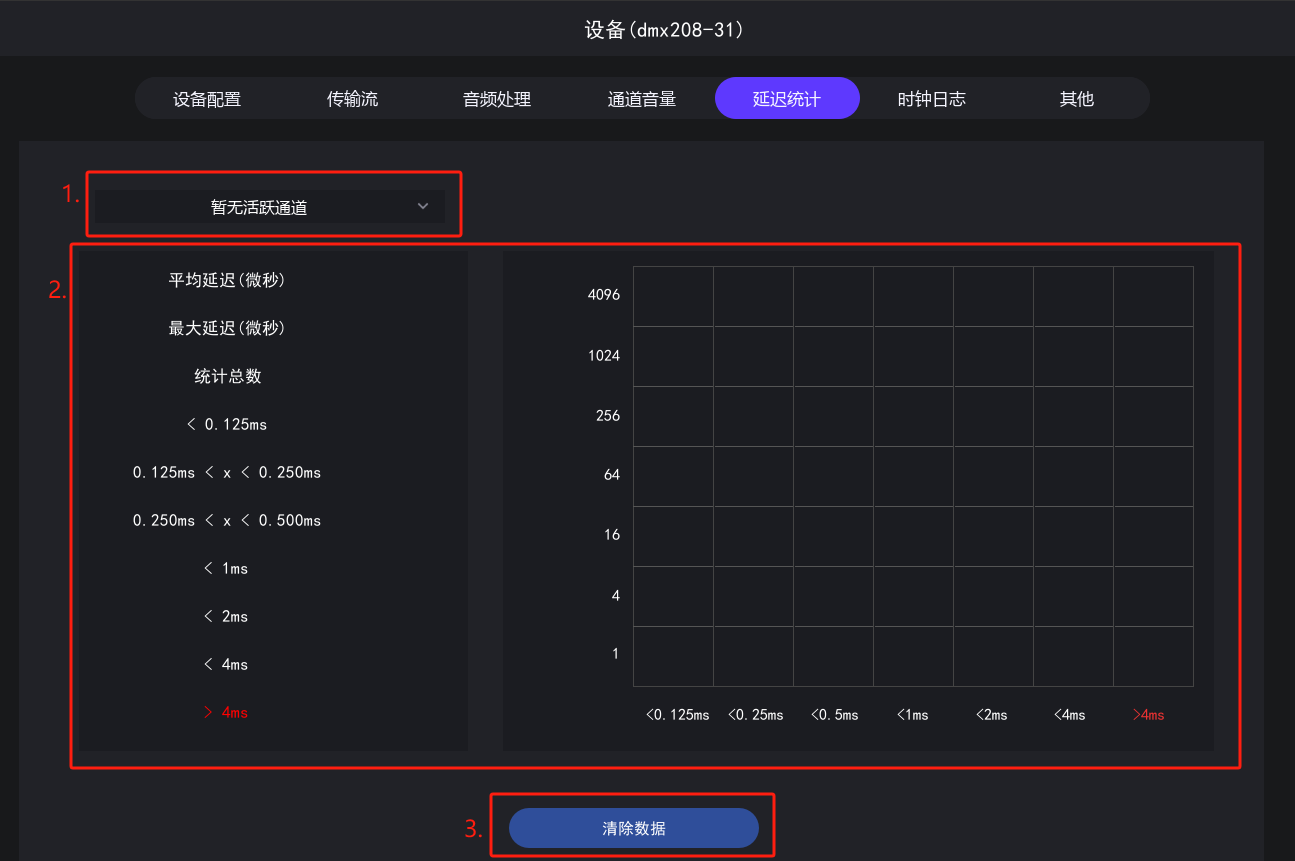 设备(dmx208-31)
设备配置 传输流 音频处理 通道音量 延迟统计 时钟日志 其他
1.
暂无活跃通道
2.
平均延迟(微秒)
最大延迟(微秒)
统计总数
< 0.125ms
0.125ms < x < 0.250ms
0.250ms < x < 0.500ms
< 1ms
< 2ms
< 4ms
> 4ms
4096
1024
256
64
16
4
1
<0.125ms <0.25ms <0.5ms <1ms <2ms <4ms >4ms
3.
清除数据